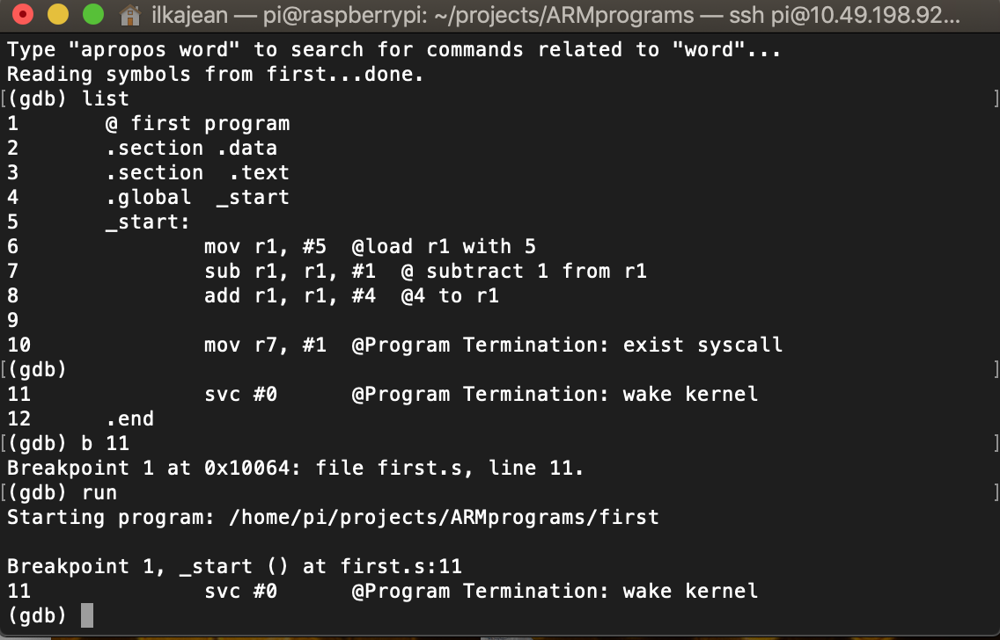 ilkajean — pi@raspberrypi: ~/projects/ARMprograms — ssh pi@10.49.198.92...
Type "apropos word" to search for commands related to "word"...
Reading symbols from first...done.
[(gdb) list ]
1       @ first program
2       .section .data
3       .section  .text
4       .global  _start
5       _start:
6               mov r1, #5  @load r1 with 5
7               sub r1, r1, #1  @ subtract 1 from r1
8               add r1, r1, #4  @4 to r1
9
10              mov r7, #1  @Program Termination: exist syscall
[(gdb) ]
11              svc #0      @Program Termination: wake kernel
12      .end
[(gdb) b 11 ]
Breakpoint 1 at 0x10064: file first.s, line 11.
[(gdb) run ]
Starting program: /home/pi/projects/ARMprograms/first

Breakpoint 1, _start () at first.s:11
11              svc #0      @Program Termination: wake kernel
(gdb)